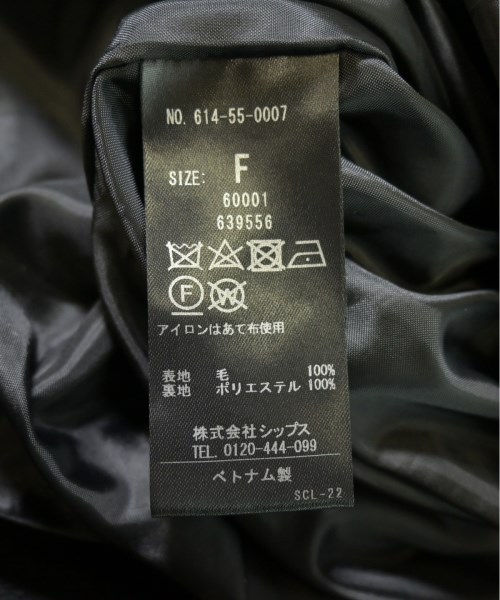 NO. 614-55-0007
SIZE: F
60001
639556
F W
アイロンはあて布使用
表地 毛 100%
裏地 ポリエステル 100%
株式会社シップス
TEL. 0120-444-099
ベトナム製
SCL-22